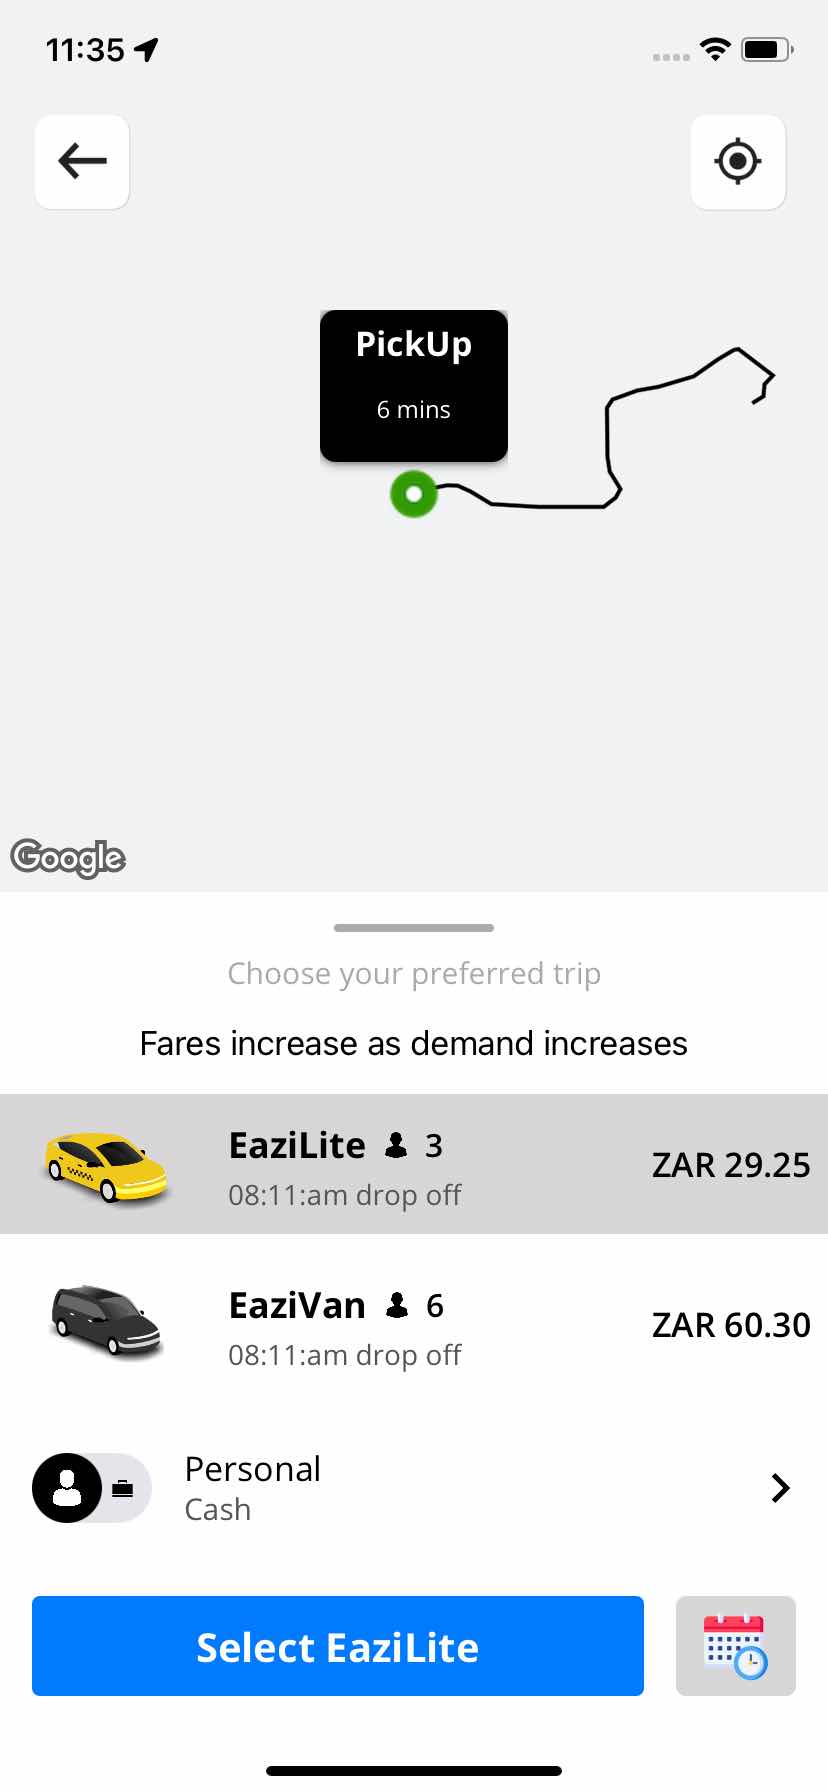 11:35
PickUp
6 mins
Google
Choose your preferred trip
Fares increase as demand increases
EaziLite 3
08:11:am drop off
ZAR 29.25
EaziVan 6
08:11:am drop off
ZAR 60.30
Personal
Cash
Select EaziLite